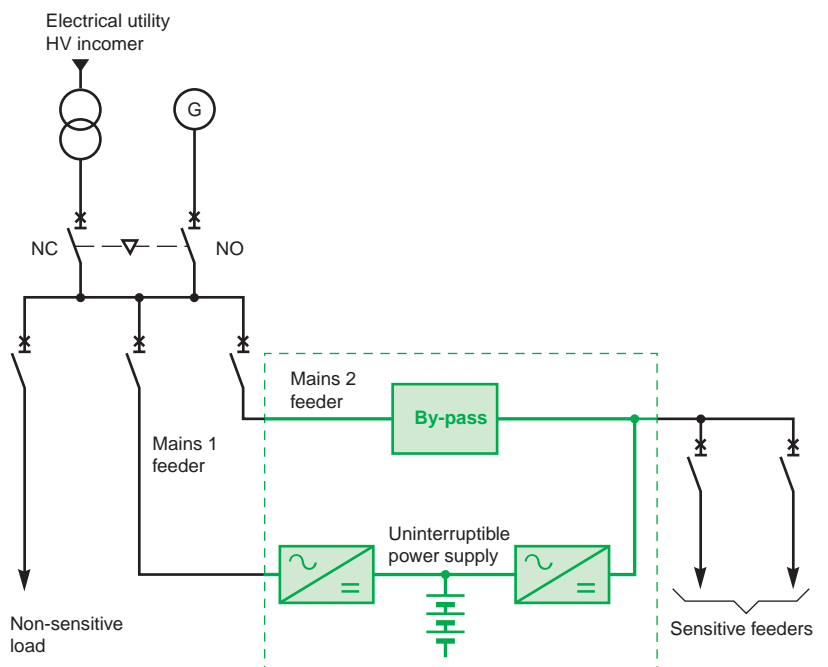 Electrical utility
HV incomer
G
NC
NO
Mains 2
feeder
By-pass
Mains 1
feeder
Uninterruptible
power supply
Non-sensitive
load
Sensitive feeders